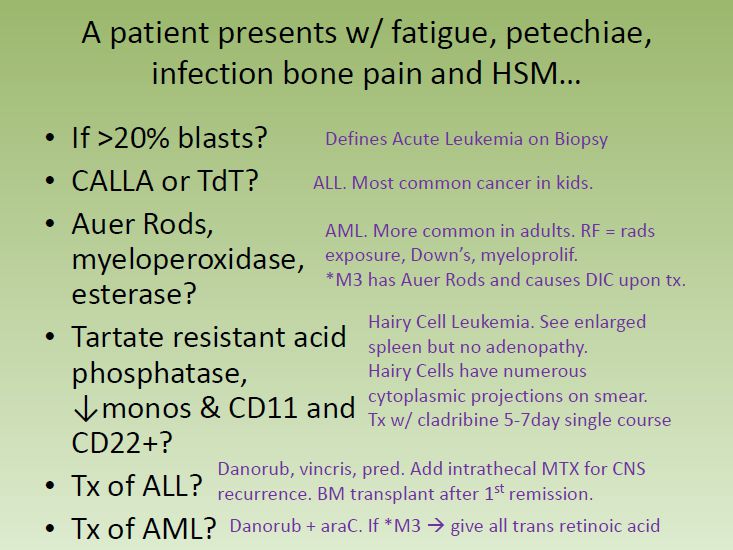 A patient presents w/ fatigue, petechiae,
infection bone pain and HSM…
• If >20% blasts?
Defines Acute Leukemia on Biopsy
• CALLA or TdT?
ALL. Most common cancer in kids.
• Auer Rods,
myeloperoxidase,
esterase?
AML. More common in adults. RF = rads
exposure, Down's, myeloprolif.
*M3 has Auer Rods and causes DIC upon tx.
• Tartate resistant acid
phosphatase,
↓monos & CD11 and
CD22+?
Hairy Cell Leukemia. See enlarged
spleen but no adenopathy.
Hairy Cells have numerous
cytoplasmic projections on smear.
Tx w/ cladribine 5-7day single course
• Tx of ALL?
Danorub, vincris, pred. Add intrathecal MTX for CNS
recurrence. BM transplant after 1st remission.
• Tx of AML?
Danorub + araC. If *M3 → give all trans retinoic acid